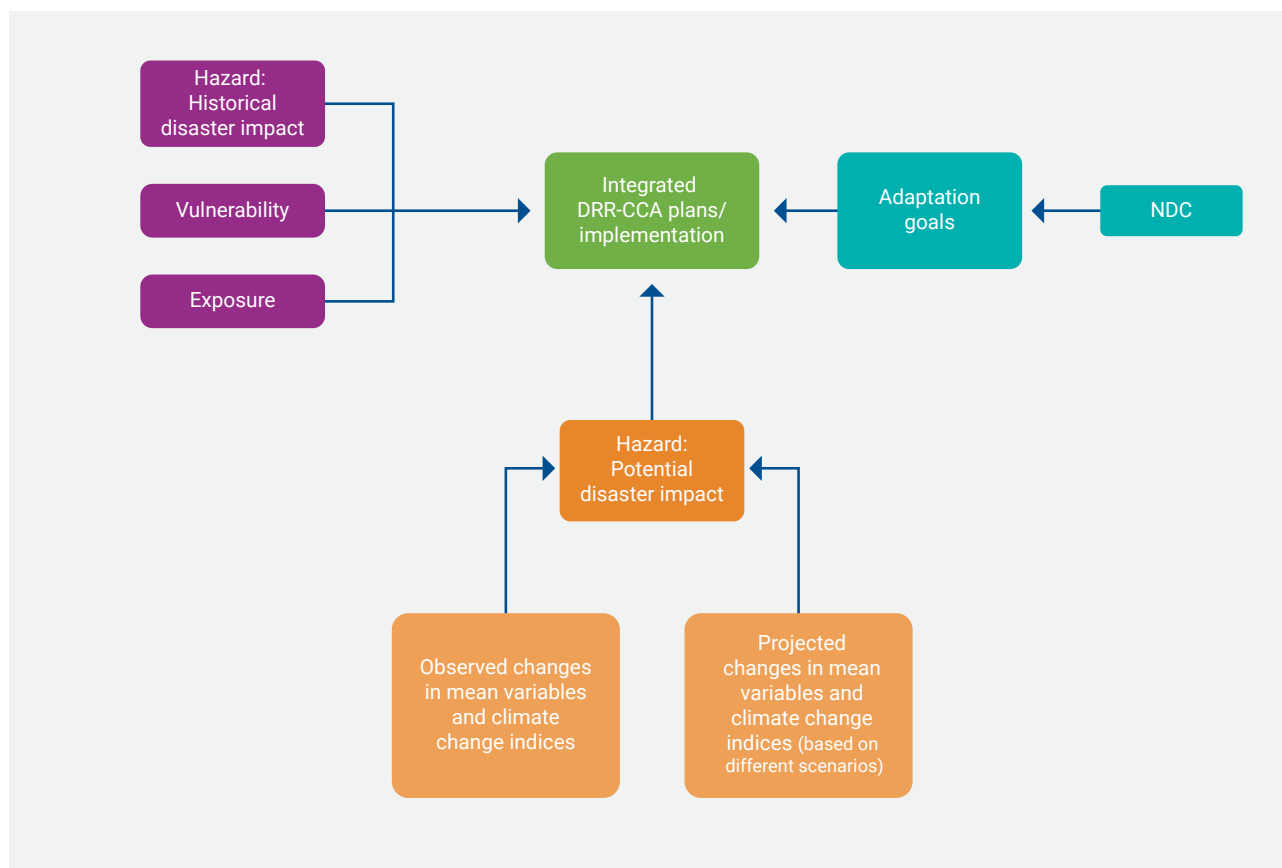 Hazard:
Historical
disaster impact
Vulnerability
Exposure
Integrated
DRR-CCA plans/
implementation
Adaptation
goals
NDC
Hazard:
Potential
disaster impact
Observed changes
in mean variables
and climate
change indices
Projected
changes in mean
variables and
climate change
indices (based on
different scenarios)